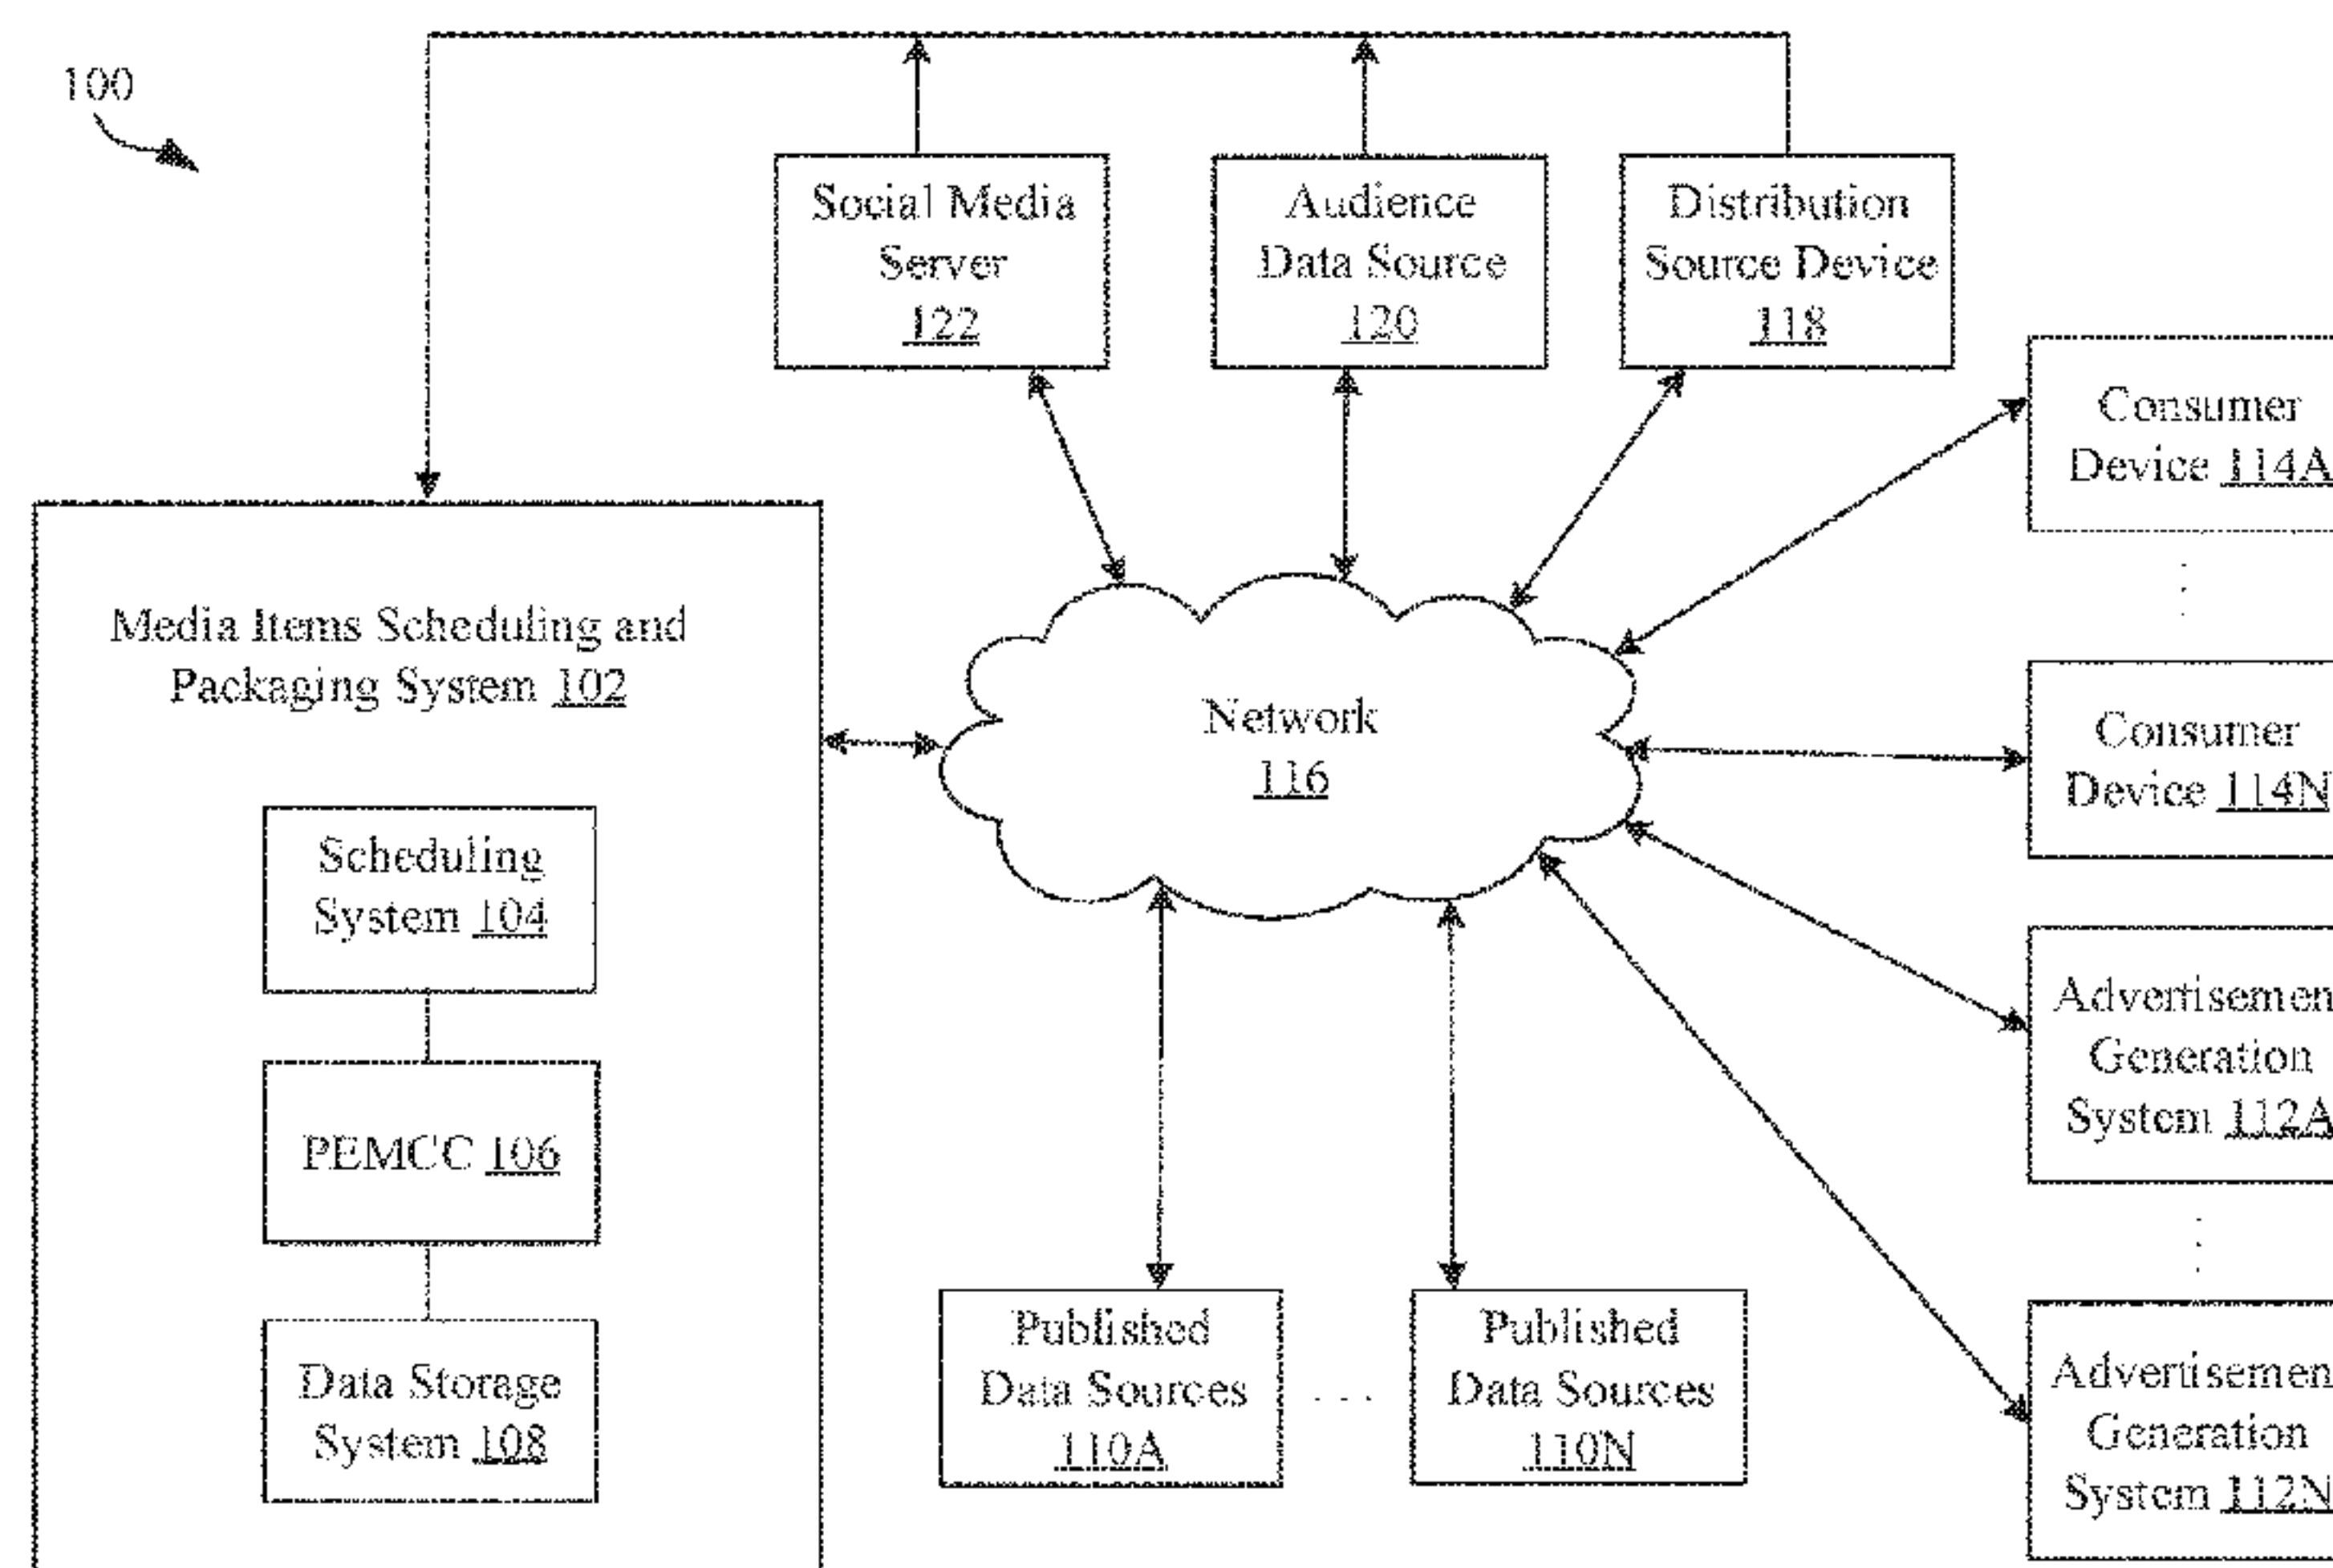 100
Social Media
Server
122
Audience
Data Source
120
Distribution
Source Device
118
Consumer
Device 114A
Media Items Scheduling and
Packaging System 102
Network
116
Consumer
Device 114N
Scheduling
System 104
Advertisemen
Generation
System 112A
PEMCC 106
Published
Data Sources
110A
. . .
Published
Data Sources
110N
Data Storage
System 108
Advertisemen
Generation
System 112N